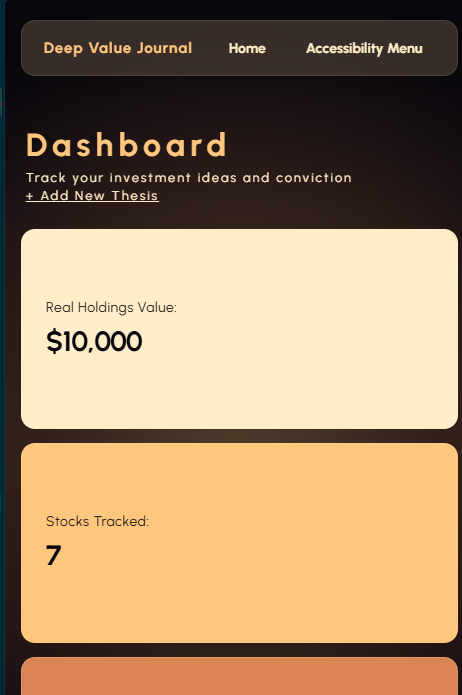 Deep Value Journal Home Accessibility Menu
Dashboard
Track your investment ideas and conviction
+ Add New Thesis
Real Holdings Value:
$10,000
Stocks Tracked:
7